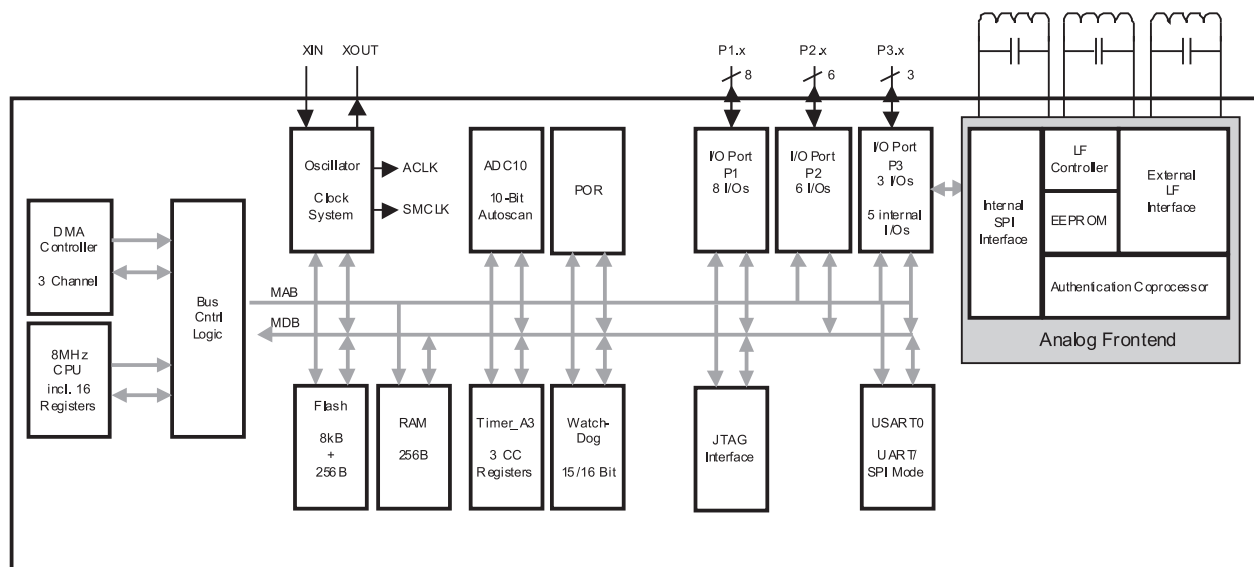 XIN
XOUT
P1.x
P2.x
P3.x
8
6
3
Oscillator
Clock
System
ACLK
SMCLK
ADC10
10-Bit
Autoscan
POR
I/O Port
P1
8 I/Os
I/O Port
P2
6 I/Os
I/O Port
P3
3 I/Os
5 internal
I/Os
Internal
SPI
Interface
LF
Controller
EEPROM
External
LF
Interface
Authentication Coprocessor
Analog Frontend
DMA
Controller
3 Channel
8MHz
CPU
incl. 16
Registers
Bus
Cntrl
Logic
MAB
MDB
Flash
8kB
+
256B
RAM
256B
Timer_A3
3 CC
Registers
Watch-
Dog
15/16 Bit
JTAG
Interface
USART0
UART/
SPI Mode